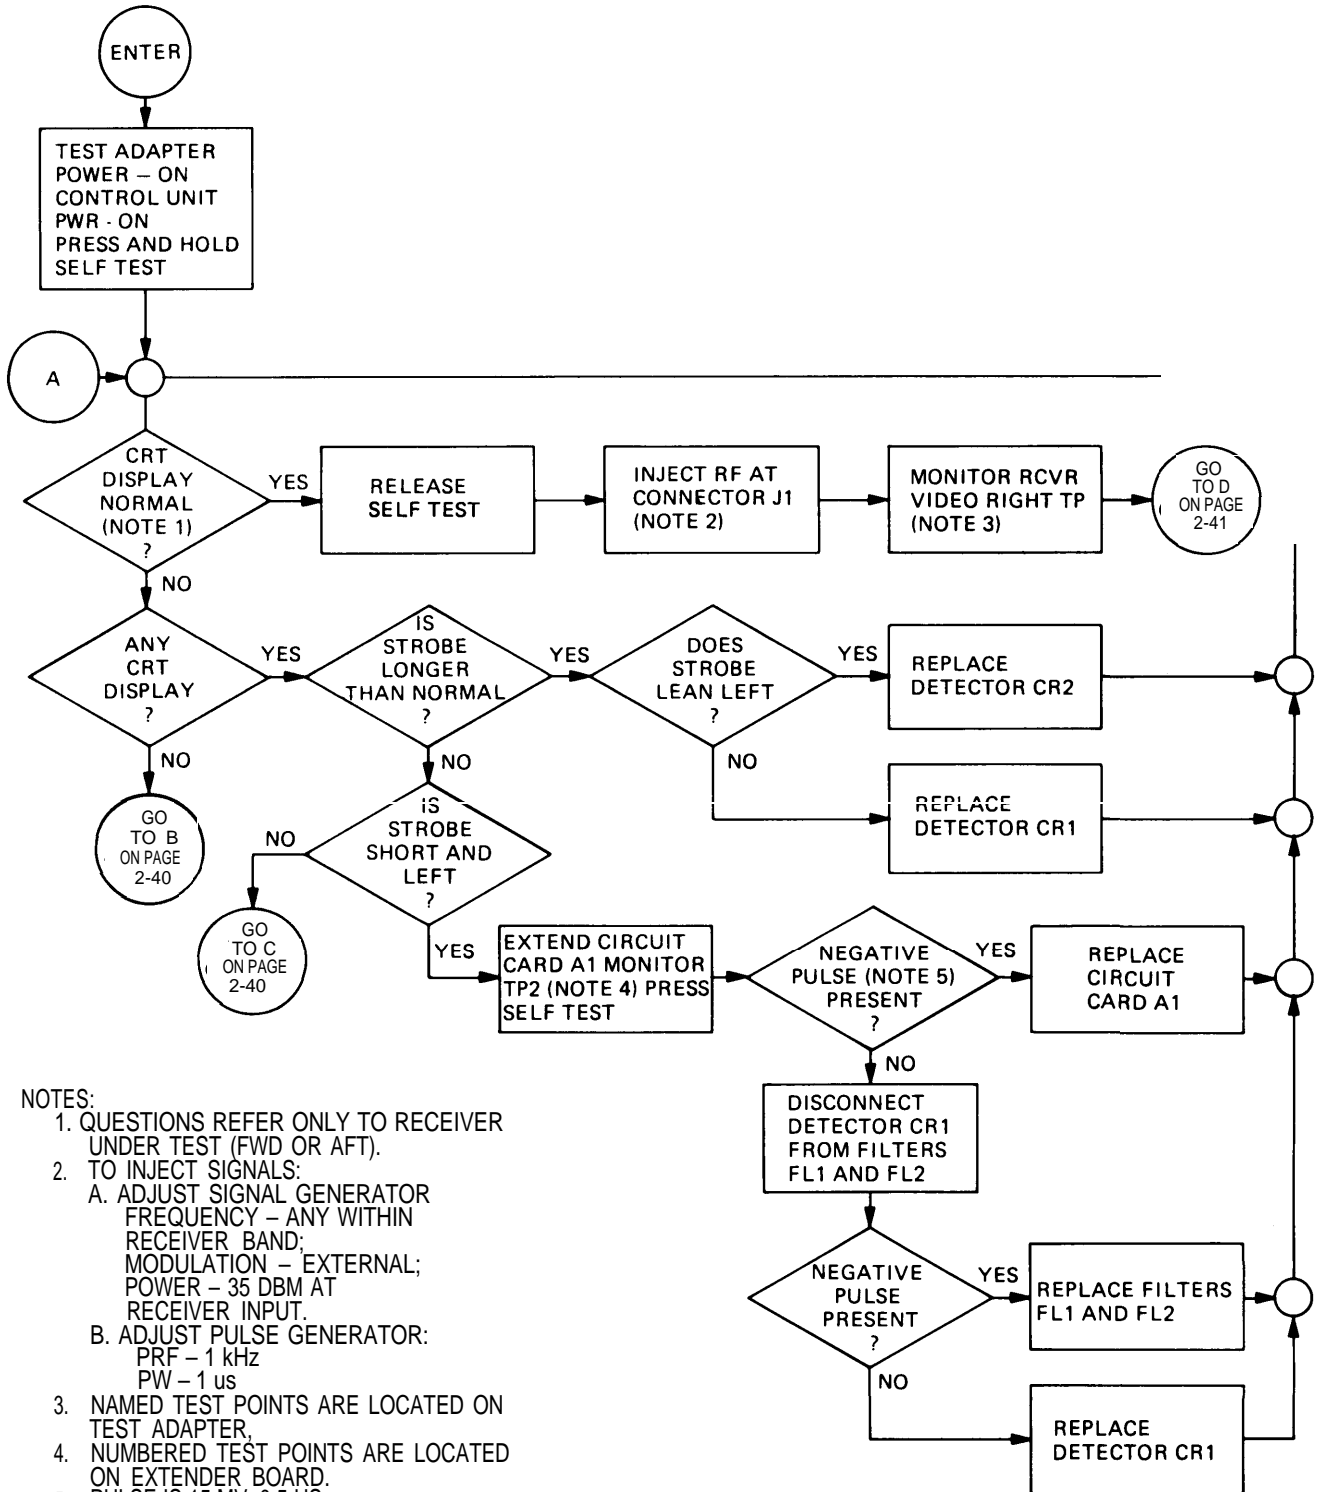 ENTER
TEST ADAPTER
POWER – ON
CONTROL UNIT
PWR - ON
PRESS AND HOLD
SELF TEST
A
CRT
DISPLAY
NORMAL
(NOTE 1)
?
YES
NO
RELEASE
SELF TEST
INJECT RF AT
CONNECTOR J1
(NOTE 2)
MONITOR RCVR
VIDEO RIGHT TP
(NOTE 3)
GO
TO D
ON PAGE
2-41
ANY
CRT
DISPLAY
?
YES
NO
IS
STROBE
LONGER
THAN NORMAL
?
YES
NO
DOES
STROBE
LEAN LEFT
?
YES
NO
REPLACE
DETECTOR CR2
REPLACE
DETECTOR CR1
GO
TO B
ON PAGE
2-40
IS
STROBE
SHORT AND
LEFT
?
NO
YES
GO
TO C
ON PAGE
2-40
EXTEND CIRCUIT
CARD A1 MONITOR
TP2 (NOTE 4) PRESS
SELF TEST
NEGATIVE
PULSE (NOTE 5)
PRESENT
?
YES
NO
REPLACE
CIRCUIT
CARD A1
DISCONNECT
DETECTOR CR1
FROM FILTERS
FL1 AND FL2
NEGATIVE
PULSE
PRESENT
?
YES
NO
REPLACE FILTERS
FL1 AND FL2
REPLACE
DETECTOR CR1
NOTES:
1. QUESTIONS REFER ONLY TO RECEIVER
UNDER TEST (FWD OR AFT).
2. TO INJECT SIGNALS:
A. ADJUST SIGNAL GENERATOR
FREQUENCY – ANY WITHIN
RECEIVER BAND;
MODULATION – EXTERNAL;
POWER – 35 DBM AT
RECEIVER INPUT.
B. ADJUST PULSE GENERATOR:
PRF – 1 kHz
PW – 1 us
3. NAMED TEST POINTS ARE LOCATED ON
TEST ADAPTER,
4. NUMBERED TEST POINTS ARE LOCATED
ON EXTENDER BOARD.